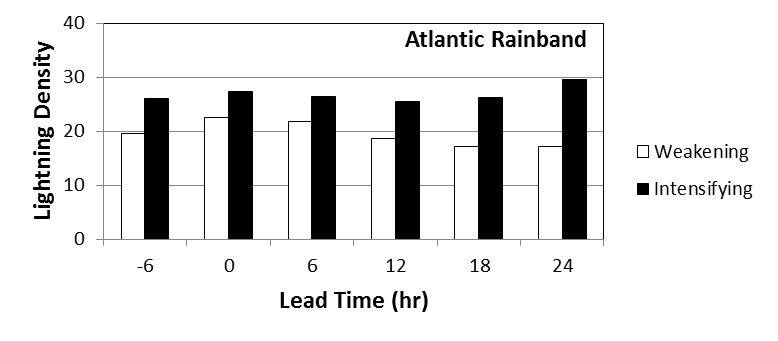 Atlantic Rainband
40
30
20
10
0
Lightning Density
-6 0 6 12 18 24
Lead Time (hr)
Weakening
Intensifying